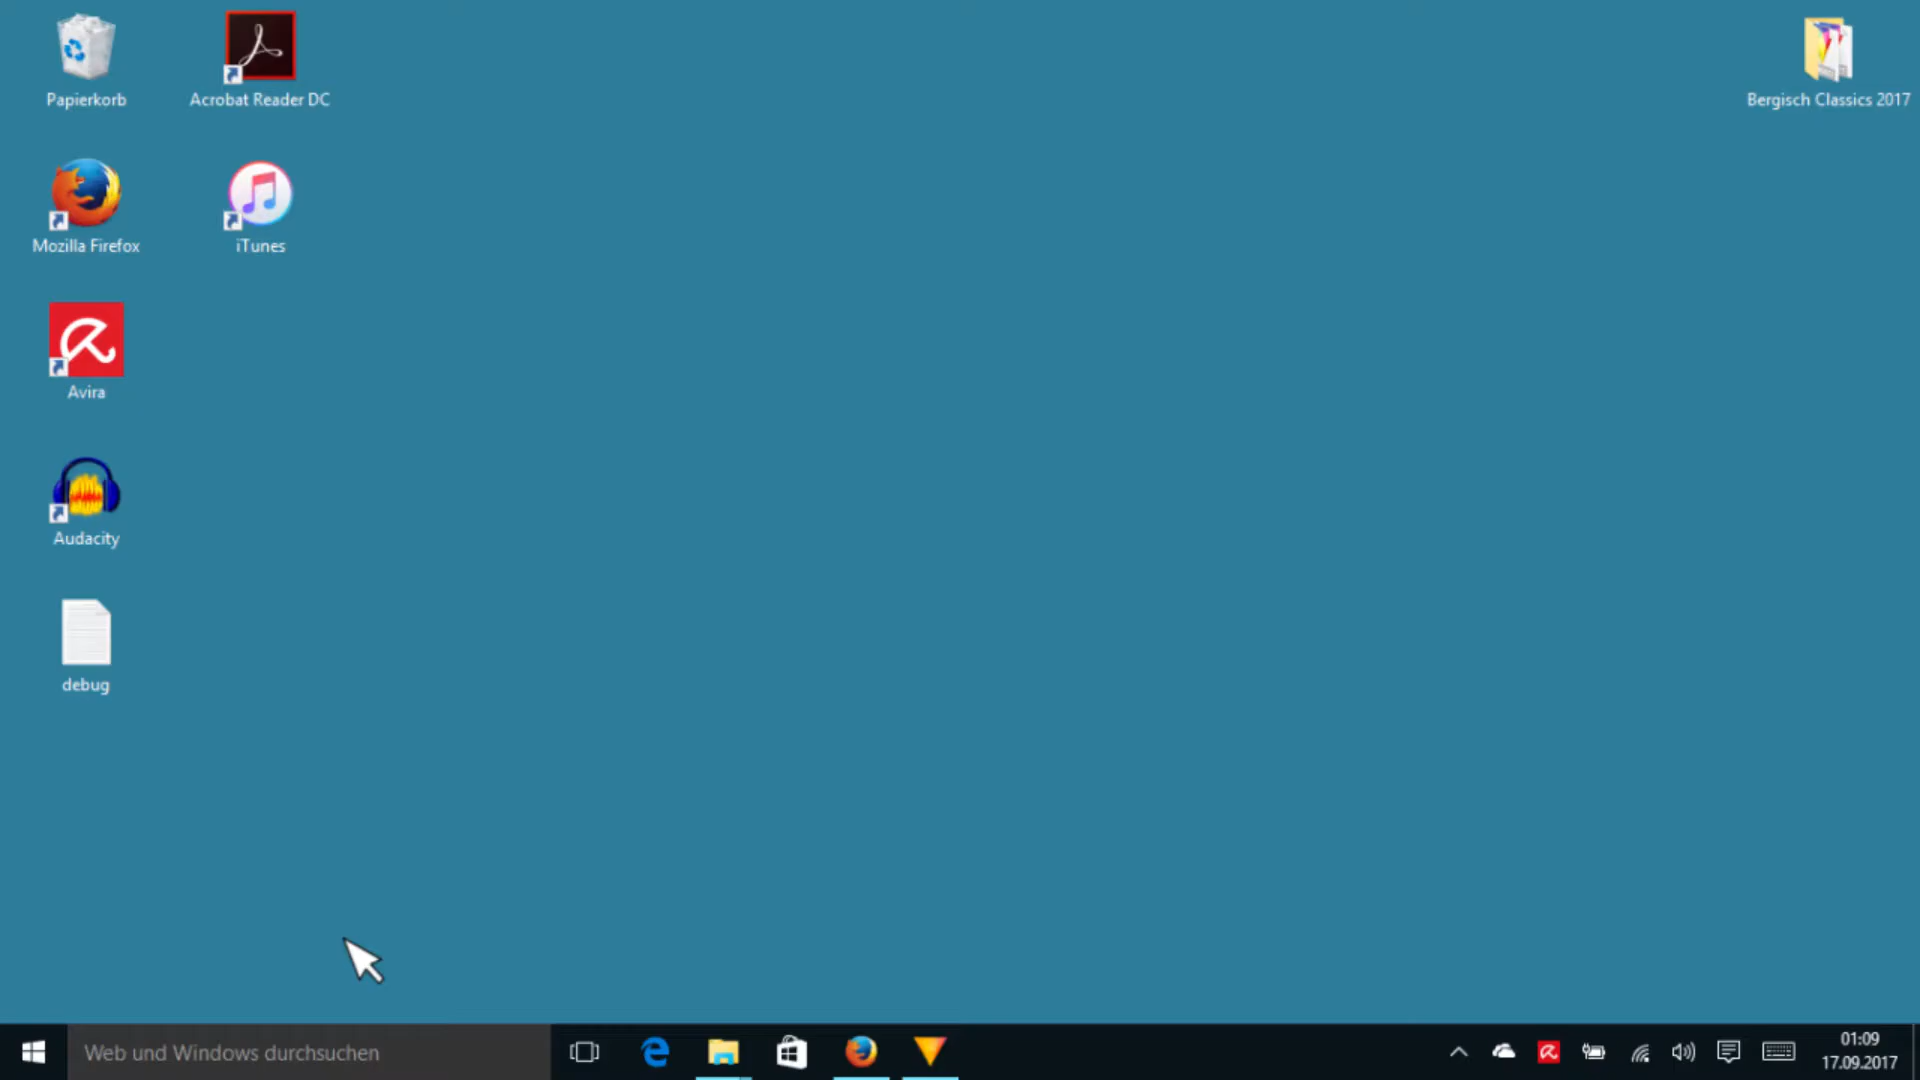 Papierkorb
Acrobat Reader DC
Bergisch Classics 2017
Mozilla Firefox
iTunes
Avira
Audacity
debug
Web und Windows durchsuchen
01:09
17.09.2017